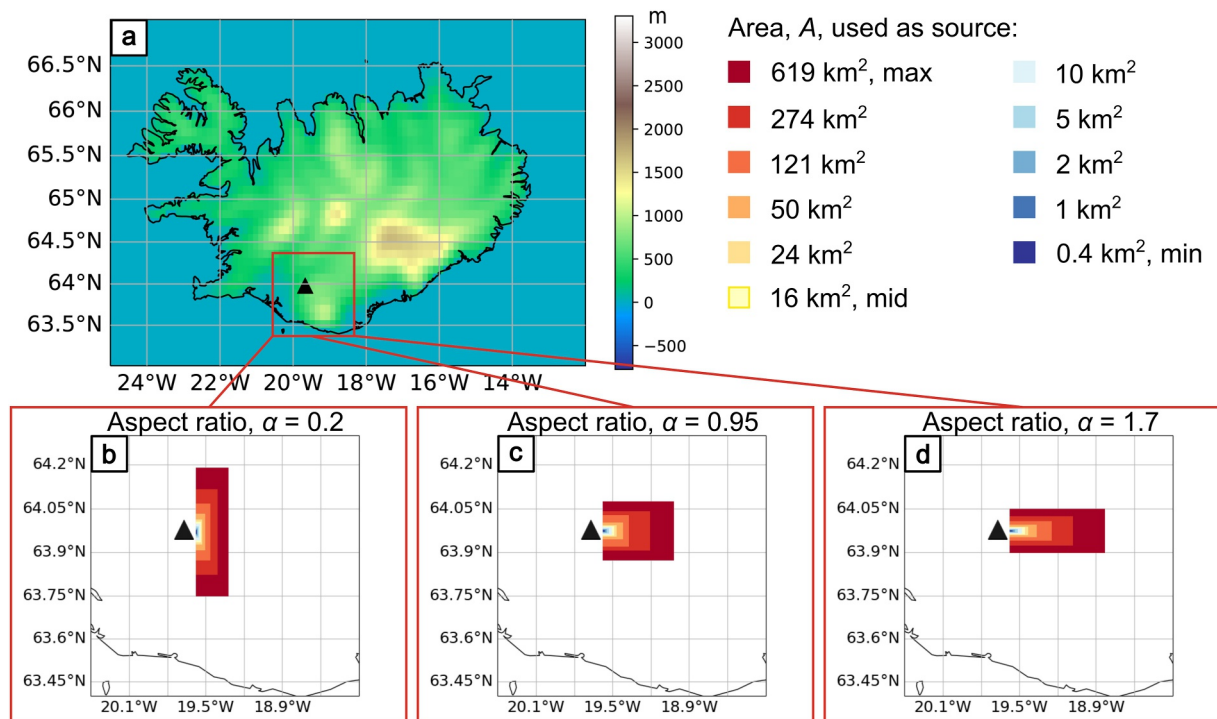 a
m
3000
2500
2000
1500
1000
500
0
−500
66.5°N
66°N
65.5°N
65°N
64.5°N
64°N
63.5°N
24°W 22°W 20°W 18°W 16°W 14°W
Area, A, used as source:
619 km², max
274 km²
121 km²
50 km²
24 km²
16 km², mid
10 km²
5 km²
2 km²
1 km²
0.4 km², min
Aspect ratio, α = 0.2
b
64.2°N
64.05°N
63.9°N
63.75°N
63.6°N
63.45°N
20.1°W 19.5°W 18.9°W
Aspect ratio, α = 0.95
c
64.2°N
64.05°N
63.9°N
63.75°N
63.6°N
63.45°N
20.1°W 19.5°W 18.9°W
Aspect ratio, α = 1.7
d
64.2°N
64.05°N
63.9°N
63.75°N
63.6°N
63.45°N
20.1°W 19.5°W 18.9°W